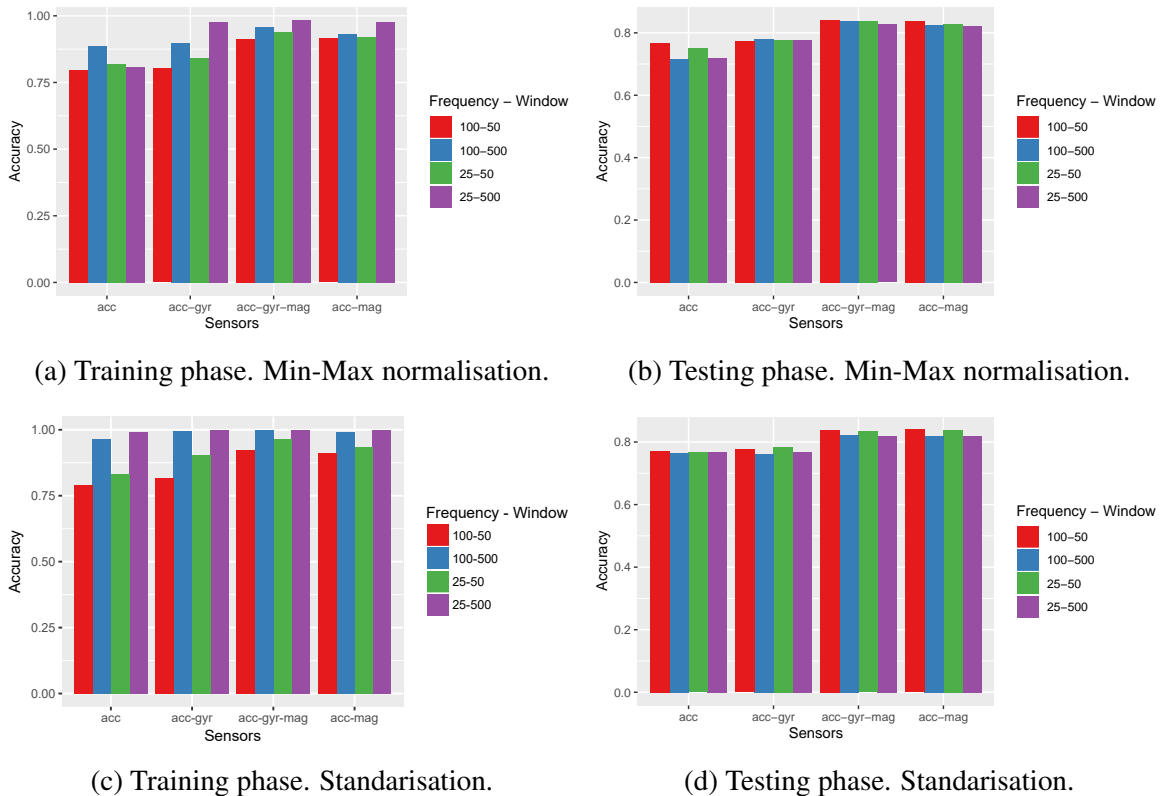 1.00
0.75
0.50
0.25
0.00
Accuracy
acc
acc−gyr
acc−gyr−mag
acc−mag
Sensors
Frequency − Window
100−50
100−500
25−50
25−500
(a) Training phase. Min-Max normalisation.
0.8
0.6
0.4
0.2
0.0
Accuracy
acc
acc−gyr
acc−gyr−mag
acc−mag
Sensors
Frequency − Window
100−50
100−500
25−50
25−500
(b) Testing phase. Min-Max normalisation.
1.00
0.75
0.50
0.25
0.00
Accuracy
acc
acc-gyr
acc-gyr-mag
acc-mag
Sensors
Frequency - Window
100-50
100-500
25-50
25-500
(c) Training phase. Standarisation.
0.8
0.6
0.4
0.2
0.0
Accuracy
acc
acc−gyr
acc−gyr−mag
acc−mag
Sensors
Frequency − Window
100−50
100−500
25−50
25−500
(d) Testing phase. Standarisation.